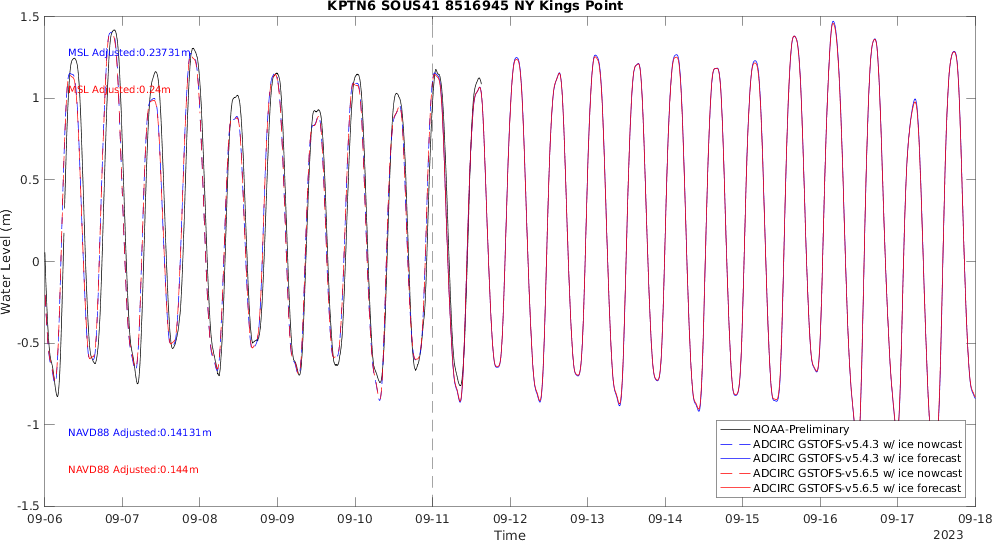 KPTN6 SOUS41 8516945 NY Kings Point
1.5
1
0.5
0
-0.5
-1
-1.5
Water Level (m)
MSL Adjusted:0.23731m
MSL Adjusted:0.24m
NAVD88 Adjusted:0.14131m
NAVD88 Adjusted:0.144m
NOAA-Preliminary
ADCIRC GSTOFS-v5.4.3 w/ ice nowcast
ADCIRC GSTOFS-v5.4.3 w/ ice forecast
ADCIRC GSTOFS-v5.6.5 w/ ice nowcast
ADCIRC GSTOFS-v5.6.5 w/ ice forecast
09-06 09-07 09-08 09-09 09-10 09-11 09-12 09-13 09-14 09-15 09-16 09-17 09-18
Time
2023